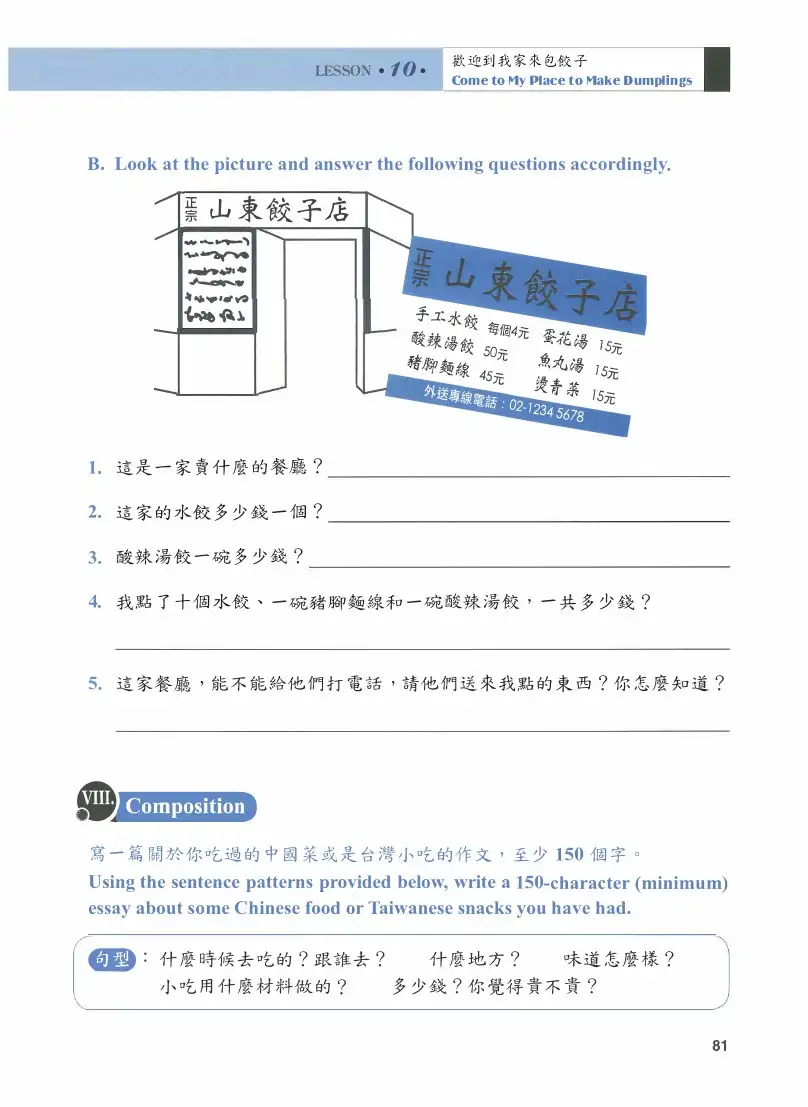 LESSON • 10 •
歡迎到我家來包餃子
Come to My Place to Make Dumplings
B. Look at the picture and answer the following questions accordingly.
正宗 山東餃子店
正宗 山東餃子店
手工水餃 每個4元 蛋花湯 15元
酸辣湯餃 50元 魚丸湯 15元
豬腳麵線 45元 燙青菜 15元
外送專線電話：02-1234 5678
1. 這是一家賣什麼的餐廳？
2. 這家的水餃多少錢一個？
3. 酸辣湯餃一碗多少錢？
4. 我點了十個水餃、一碗豬腳麵線和一碗酸辣湯餃，一共多少錢？
5. 這家餐廳，能不能給他們打電話，請他們送來我點的東西？你怎麼知道？
VIII. Composition
寫一篇關於你吃過的中國菜或是台灣小吃的作文，至少 150 個字。
Using the sentence patterns provided below, write a 150-character (minimum)
essay about some Chinese food or Taiwanese snacks you have had.
句型：什麼時候去吃的？跟誰去？ 什麼地方？ 味道怎麼樣？
小吃用什麼材料做的？ 多少錢？你覺得貴不貴？
81